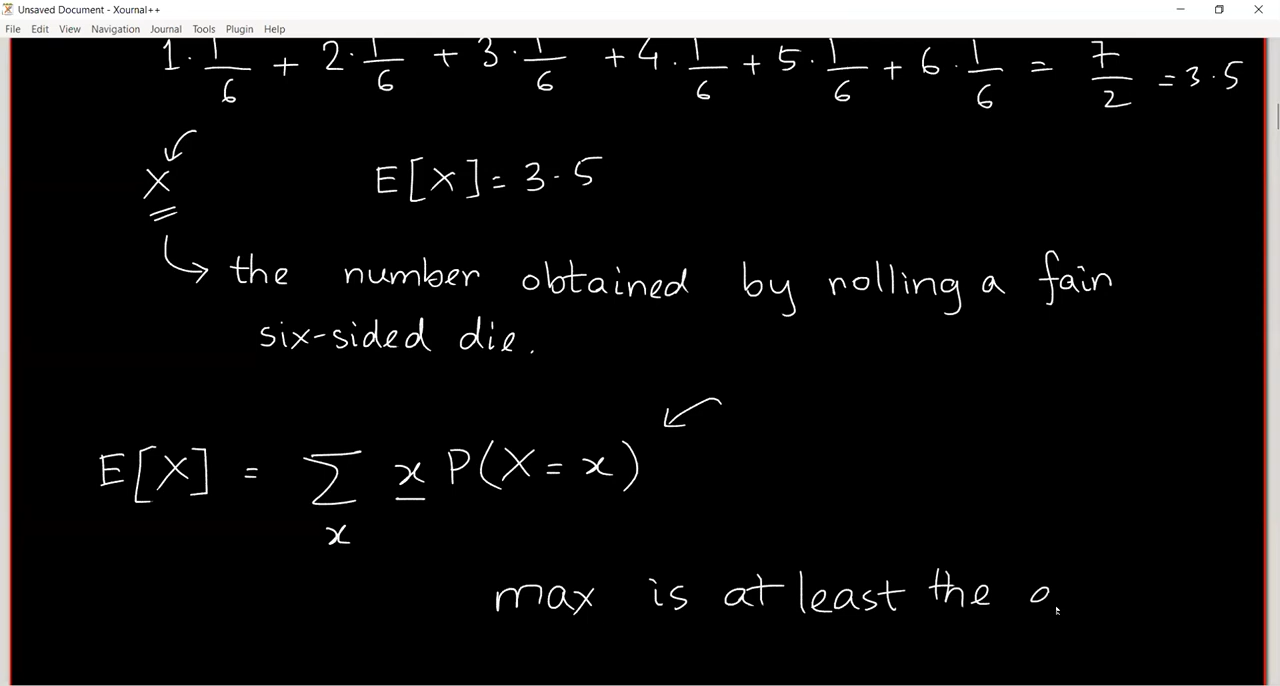 Unsaved Document - Xournal++
File Edit View Navigation Journal Tools Plugin Help
1 · 1/6 + 2 · 1/6 + 3 · 1/6 + 4 · 1/6 + 5 · 1/6 + 6 · 1/6 = 7/2 = 3·5
X E[X] = 3·5
the number obtained by rolling a fair
six-sided die.
E[X] = ∑ x P(X = x)
x
max is at least the a